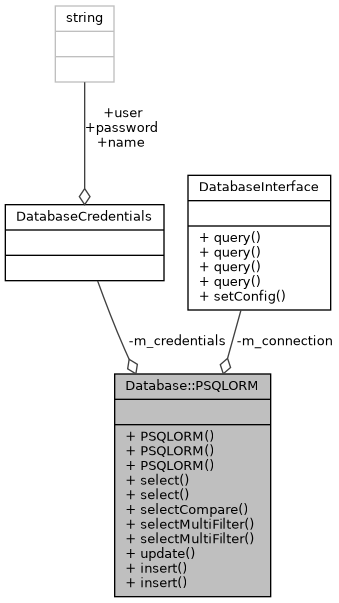 string
+user
+password
+name
DatabaseCredentials
DatabaseInterface
+ query()
+ query()
+ query()
+ query()
+ setConfig()
-m_credentials
-m_connection
Database::PSQLORM
+ PSQLORM()
+ PSQLORM()
+ PSQLORM()
+ select()
+ select()
+ selectCompare()
+ selectMultiFilter()
+ selectMultiFilter()
+ update()
+ insert()
+ insert()